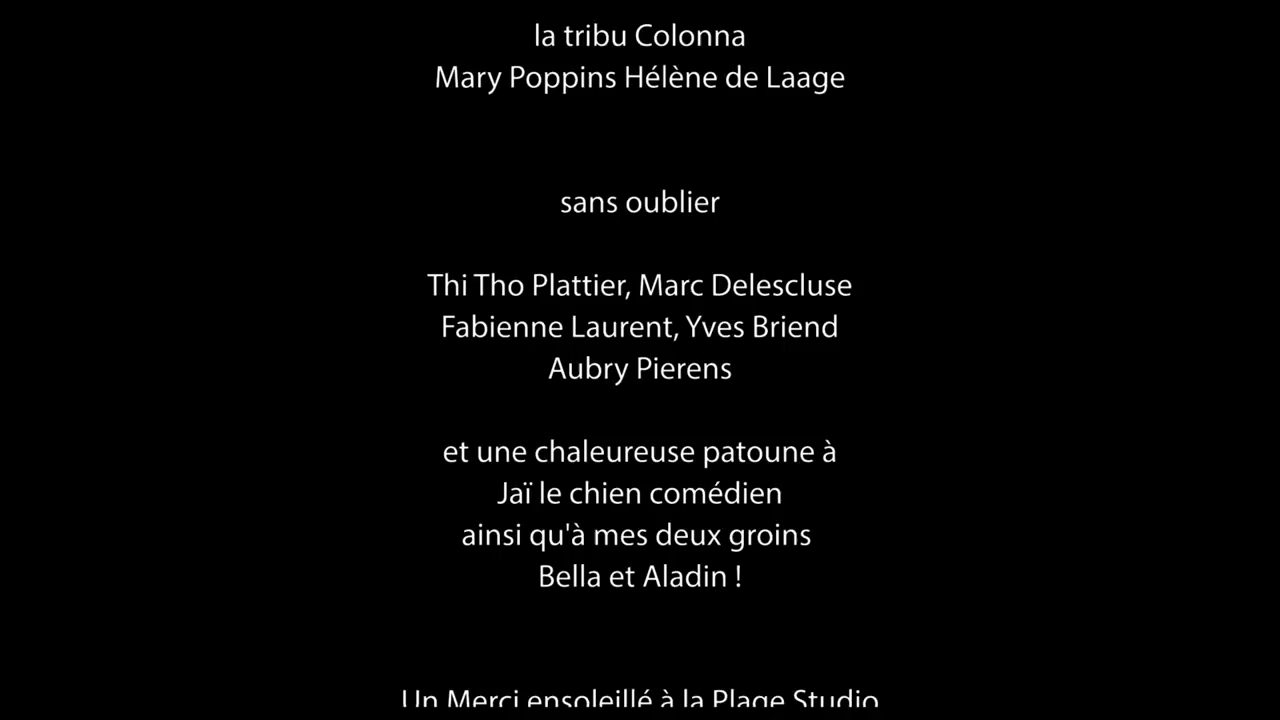 la tribu Colonna
Mary Poppins Hélène de Laage
sans oublier
Thi Tho Plattier, Marc Delescluse
Fabienne Laurent, Yves Briend
Aubry Pierens
et une chaleureuse patoune à
Jaï le chien comédien
ainsi qu'à mes deux groins
Bella et Aladin !
Un Merci ensoleillé à la Plage Studio